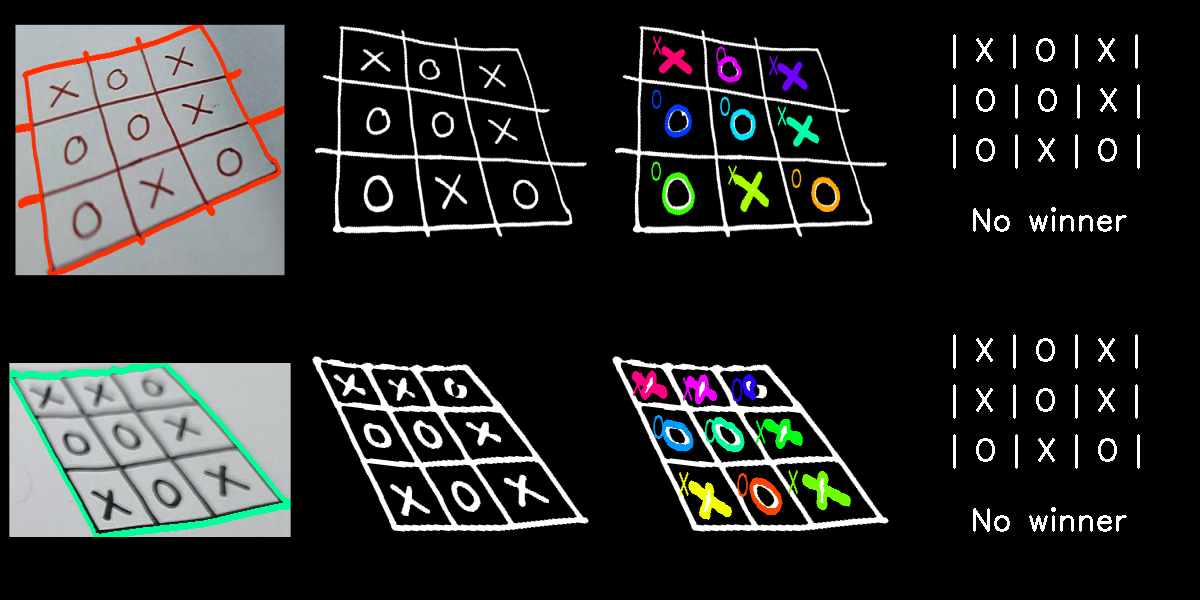 X O X
O O X
O X O
X O X
O O X
O X O
X X O O X X
O O O O X X
O O X X O O
| X | O | X |
| O | O | X |
| O | X | O |
No winner
X X O
O O X
X O X
X X O
O O X
X O X
X X X X O O
O O O O X X
X X O O X X
| X | O | X |
| X | O | X |
| O | X | O |
No winner